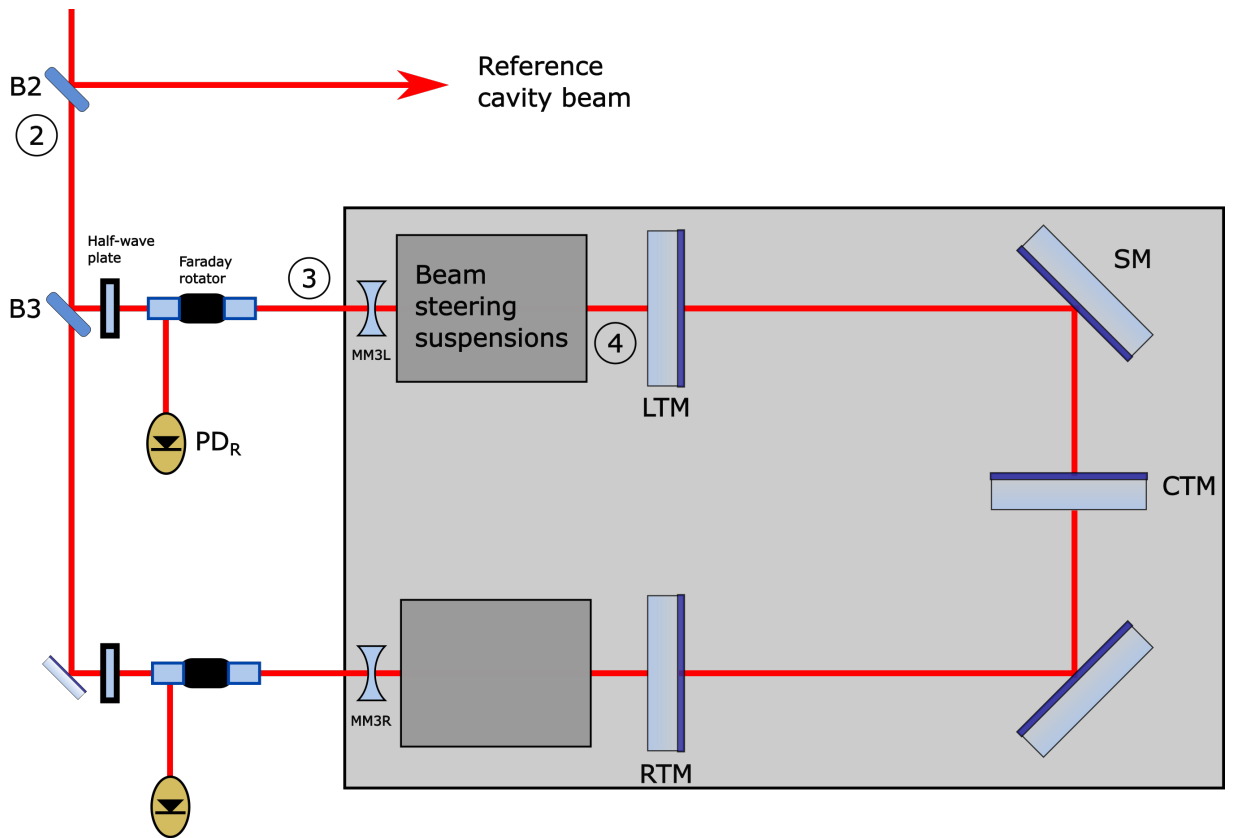 Reference
cavity beam
B2
2
Half-wave
plate
Faraday
rotator
3
B3
MM3L
Beam
steering
suspensions
4
LTM
SM
PDR
CTM
MM3R
RTM